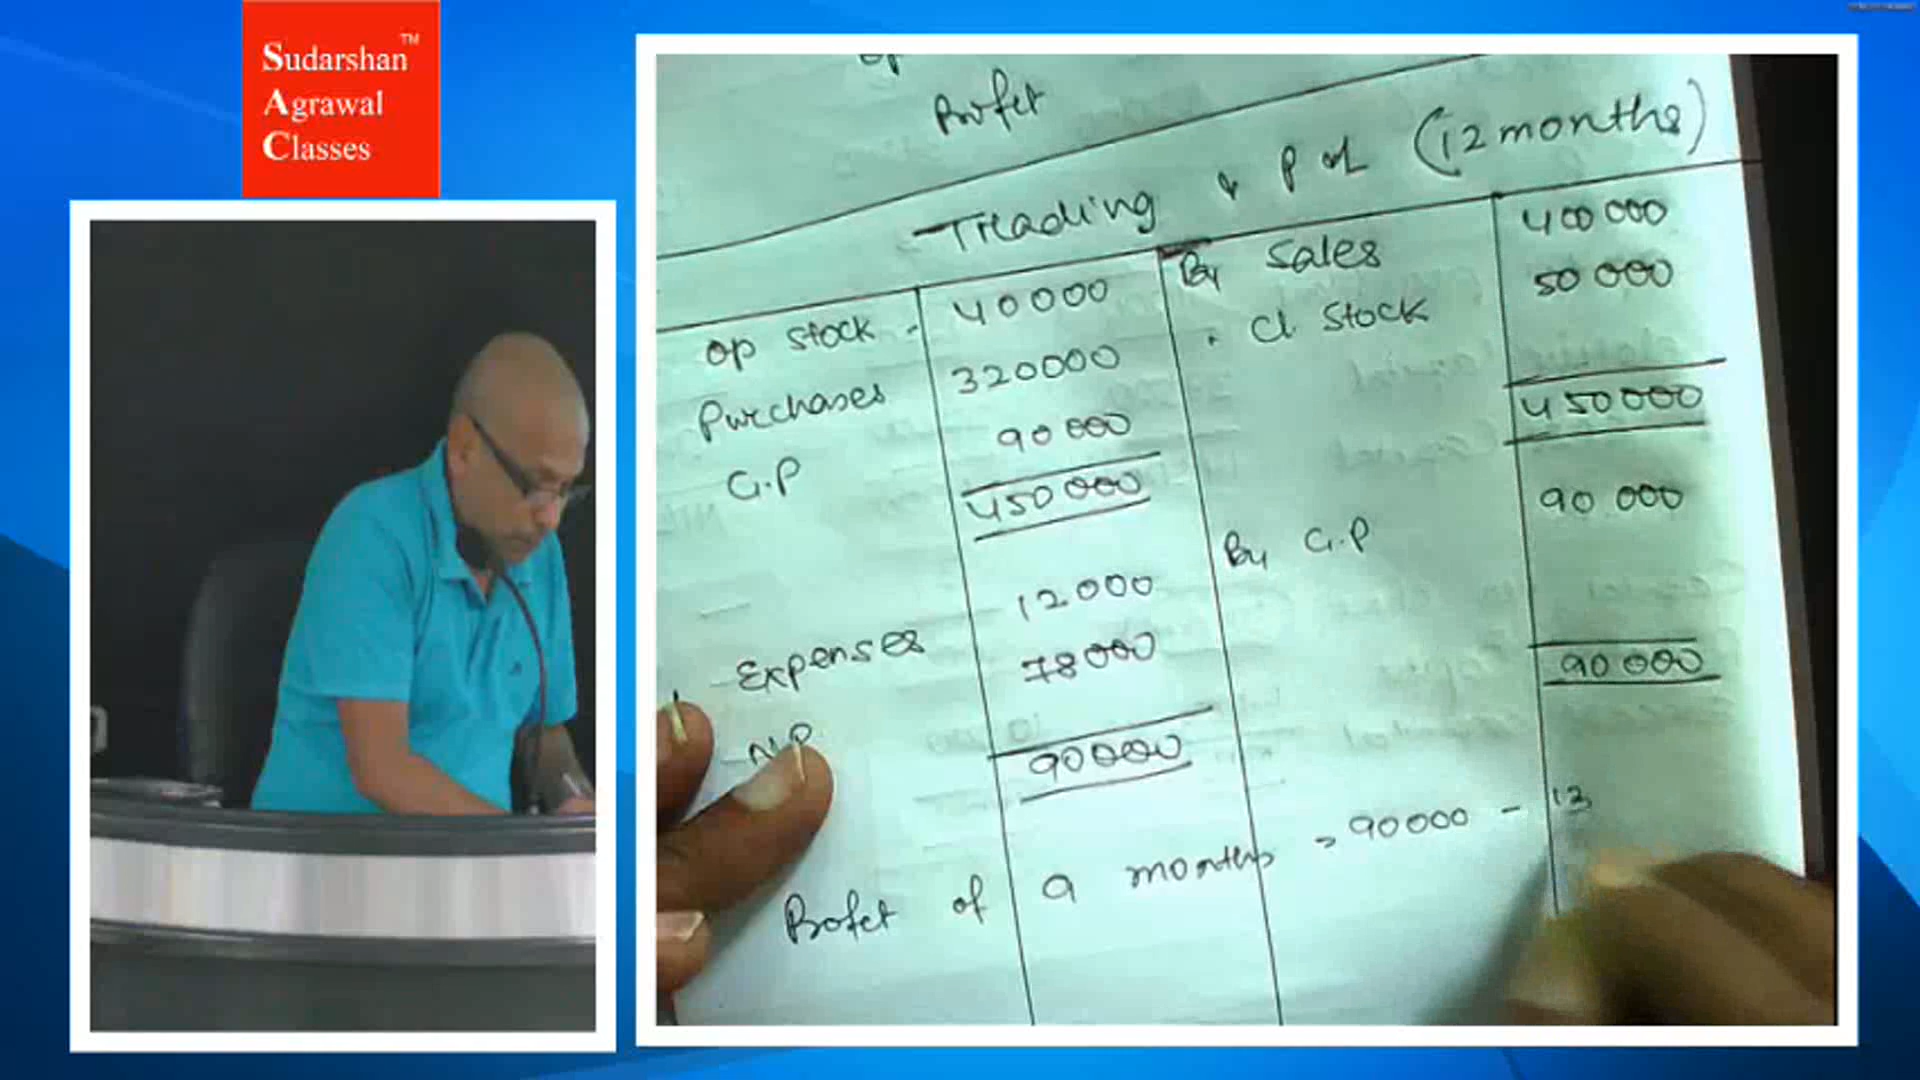 Sudarshan™
Agrawal
Classes
Profit
Trading & P & L (12 months)
op stock 40000 By Sales 400000
Purchases 320000 Cl. Stock 50000
G.P 90000
450000 450000
By G.P 90000
Expenses 12000
N.P 78000
90000 90000
Profit of 9 months = 90000 - 12